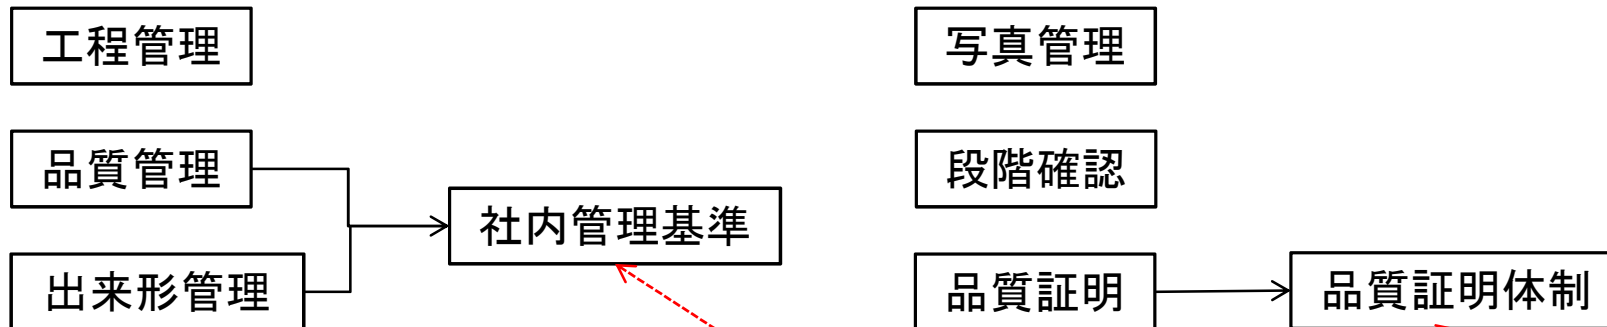 工程管理
品質管理
出来形管理
社内管理基準
写真管理
段階確認
品質証明
品質証明体制